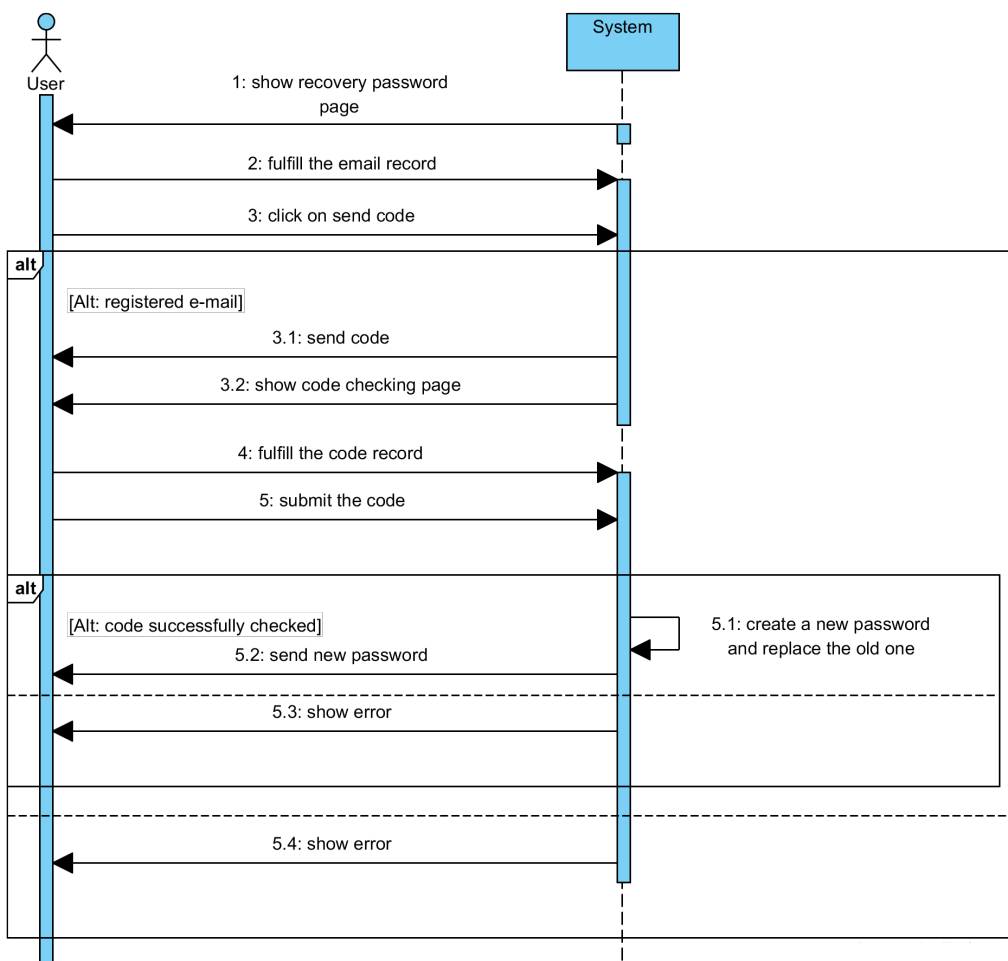 System
User
1: show recovery password
page
2: fulfill the email record
3: click on send code
alt
[Alt: registered e-mail]
3.1: send code
3.2: show code checking page
4: fulfill the code record
5: submit the code
alt
[Alt: code successfully checked]
5.1: create a new password
and replace the old one
5.2: send new password
5.3: show error
5.4: show error